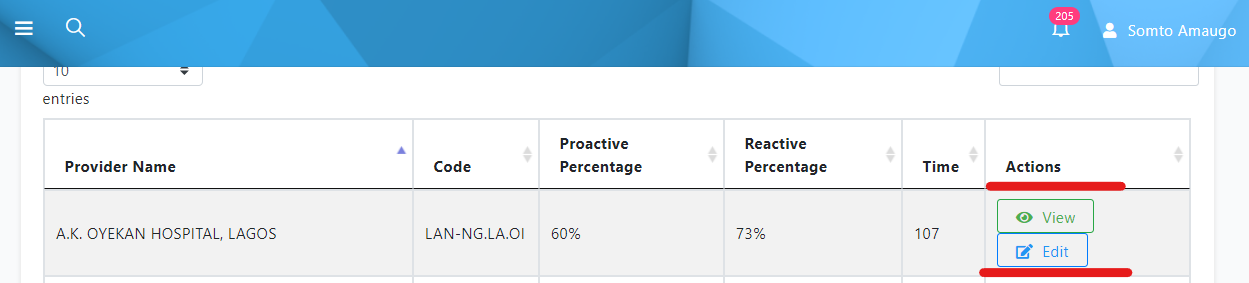 205
Somto Amaugo
10
entries
Provider Name
Code
Proactive
Percentage
Reactive
Percentage
Time
Actions
A.K. OYEKAN HOSPITAL, LAGOS
LAN-NG.LA.OI
60%
73%
107
View
Edit